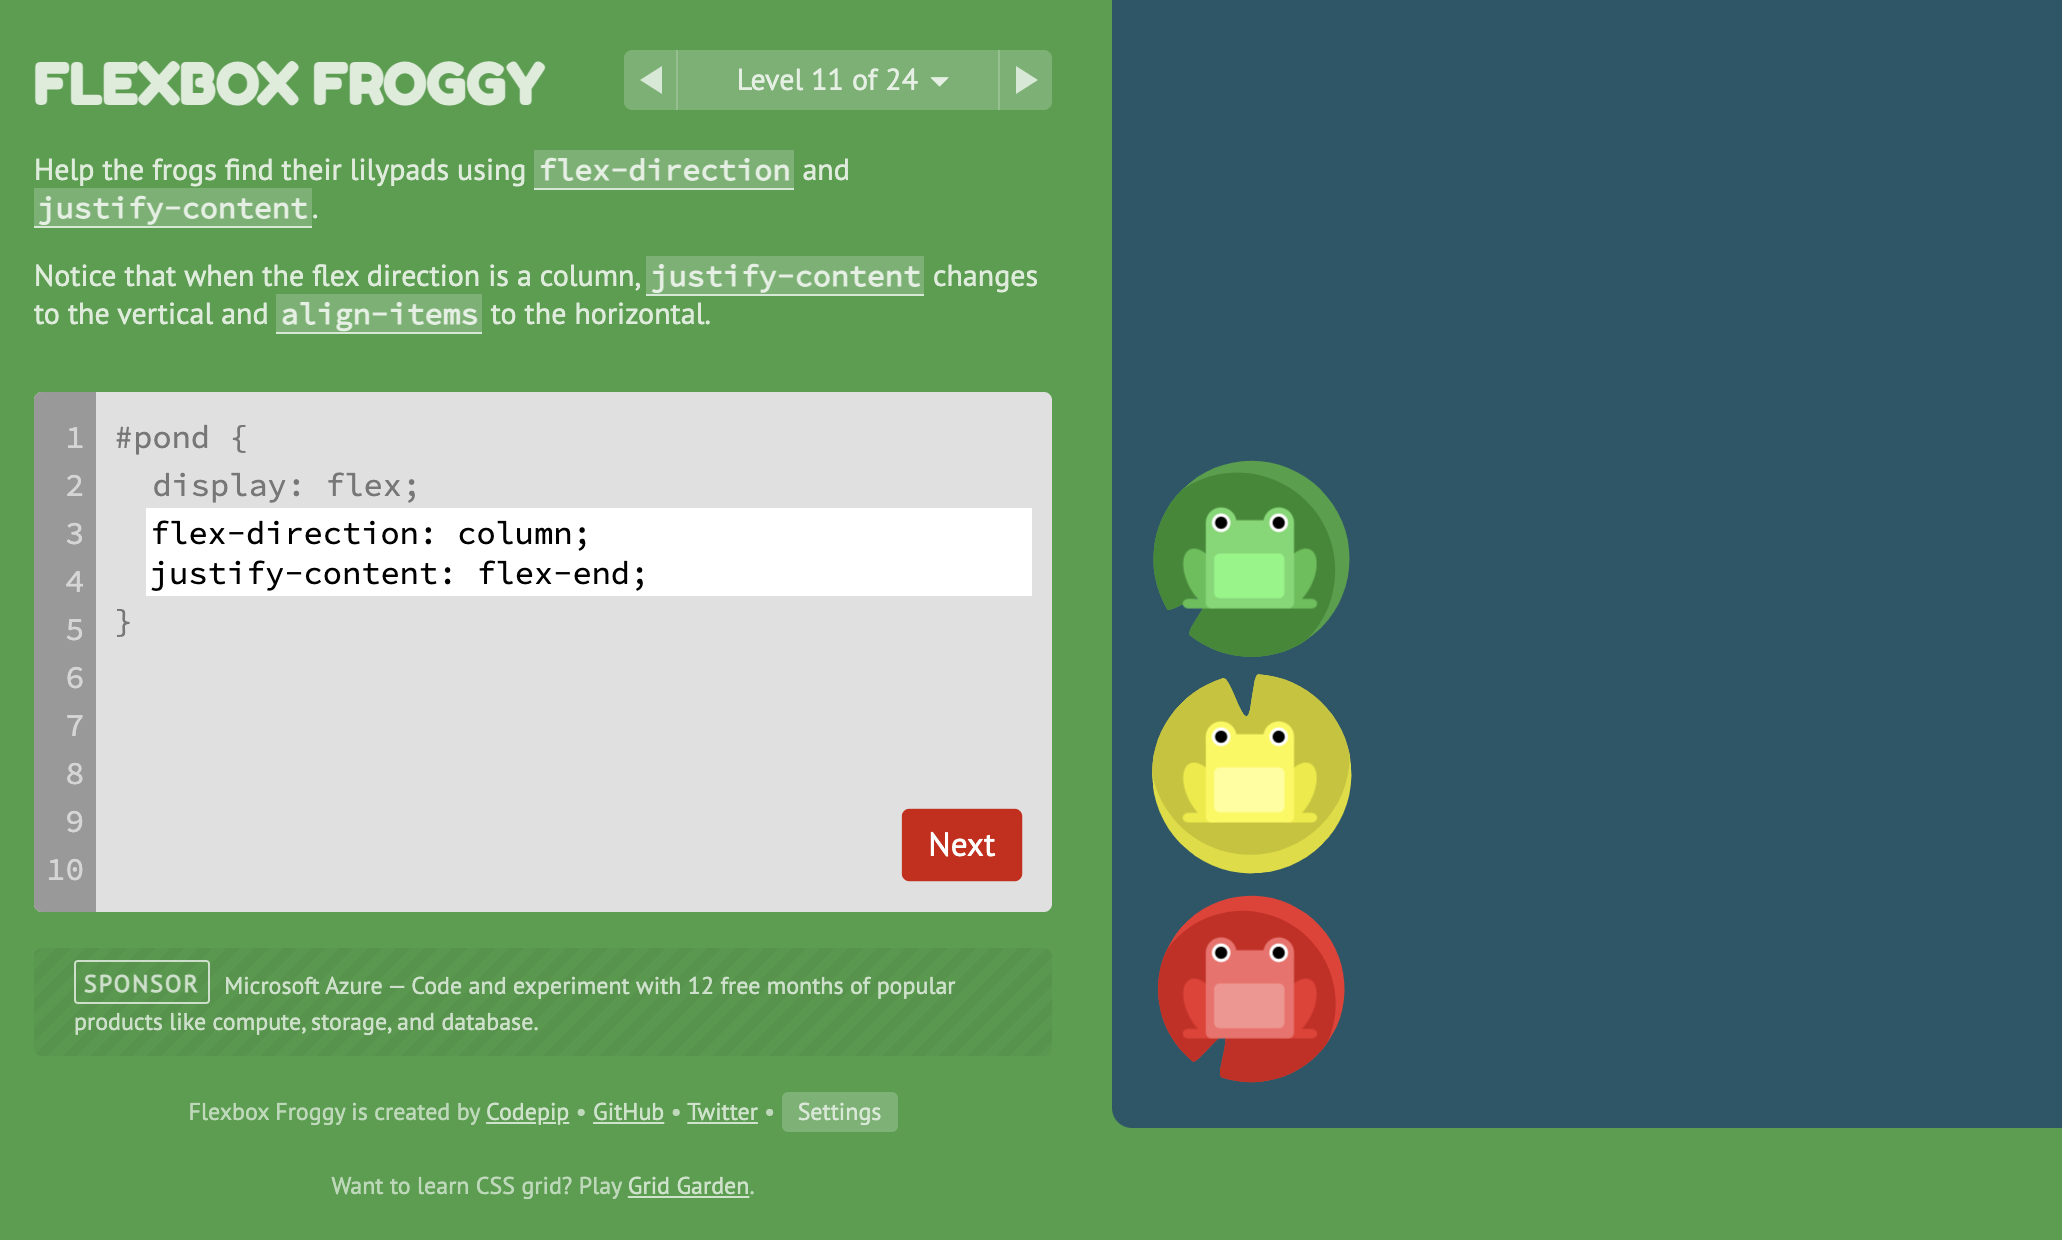 FLEXBOX FROGGY
Level 11 of 24
Help the frogs find their lilypads using flex-direction and
justify-content.
Notice that when the flex direction is a column, justify-content changes
to the vertical and align-items to the horizontal.
1 #pond {
2 display: flex;
3 flex-direction: column;
4 justify-content: flex-end;
5 }
6
7
8
9
10
Next
SPONSOR Microsoft Azure — Code and experiment with 12 free months of popular
products like compute, storage, and database.
Flexbox Froggy is created by Codepip • GitHub • Twitter • Settings
Want to learn CSS grid? Play Grid Garden.